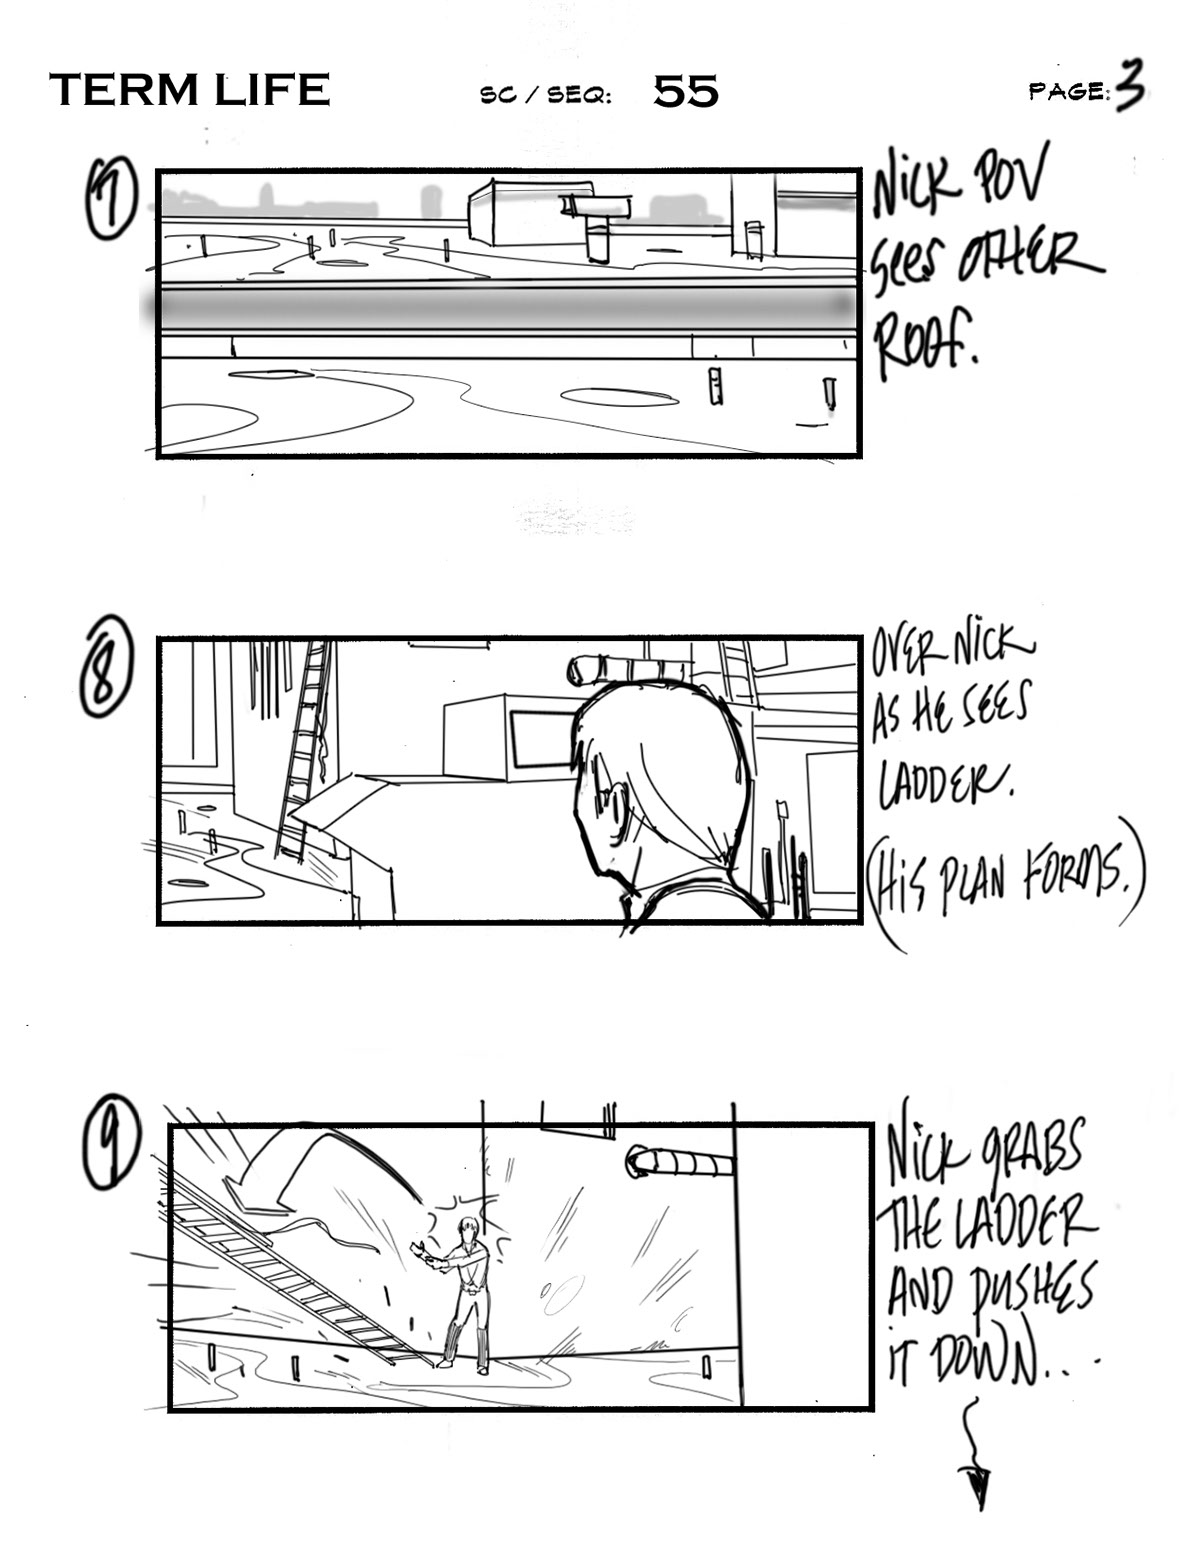 TERM LIFE SC / SEQ: 55 PAGE: 3
7
NICK POV
SEES OTHER
ROOF.
8
OVER NICK
AS HE SEES
LADDER.
(HIS PLAN FORMS.)
9
NICK GRABS
THE LADDER
AND PUSHES
IT DOWN...